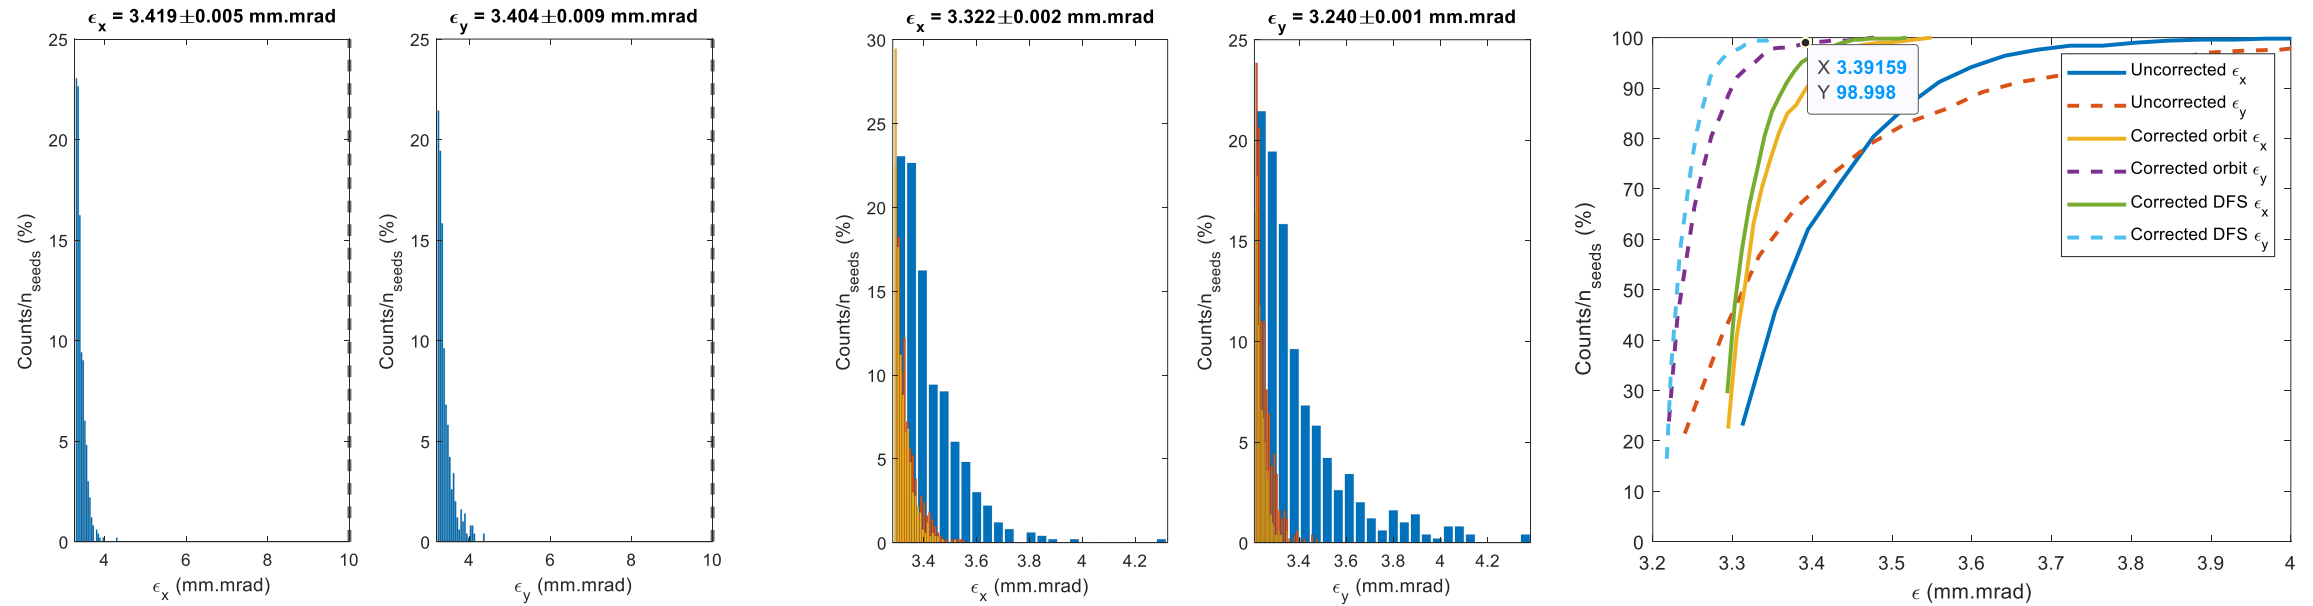 ϵx = 3.419±0.005 mm.mrad
25
20
15
10
5
0
Counts/nseeds (%)
4
6
8
10
ϵx (mm.mrad)
ϵy = 3.404±0.009 mm.mrad
25
20
15
10
5
0
Counts/nseeds (%)
4
6
8
10
ϵy (mm.mrad)
ϵx = 3.322±0.002 mm.mrad
30
25
20
15
10
5
0
Counts/nseeds (%)
3.4
3.6
3.8
4
4.2
ϵx (mm.mrad)
ϵy = 3.240±0.001 mm.mrad
25
20
15
10
5
0
Counts/nseeds (%)
3.4
3.6
3.8
4
4.2
ϵy (mm.mrad)
100
90
80
70
60
50
40
30
20
10
0
Counts/nseeds (%)
X 3.39159
Y 98.998
Uncorrected ϵx
Uncorrected ϵy
Corrected orbit ϵx
Corrected orbit ϵy
Corrected DFS ϵx
Corrected DFS ϵy
3.2
3.3
3.4
3.5
3.6
3.7
3.8
3.9
4
ϵ (mm.mrad)